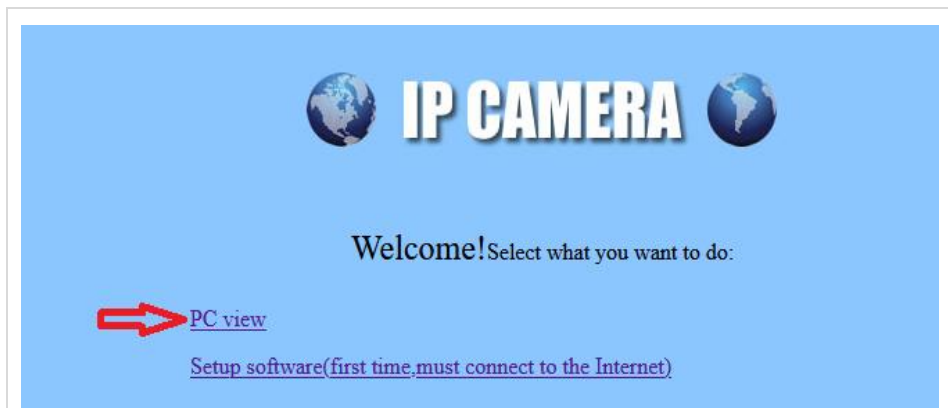 IP CAMERA
Welcome!Select what you want to do:
PC view
Setup software(first time,must connect to the Internet)